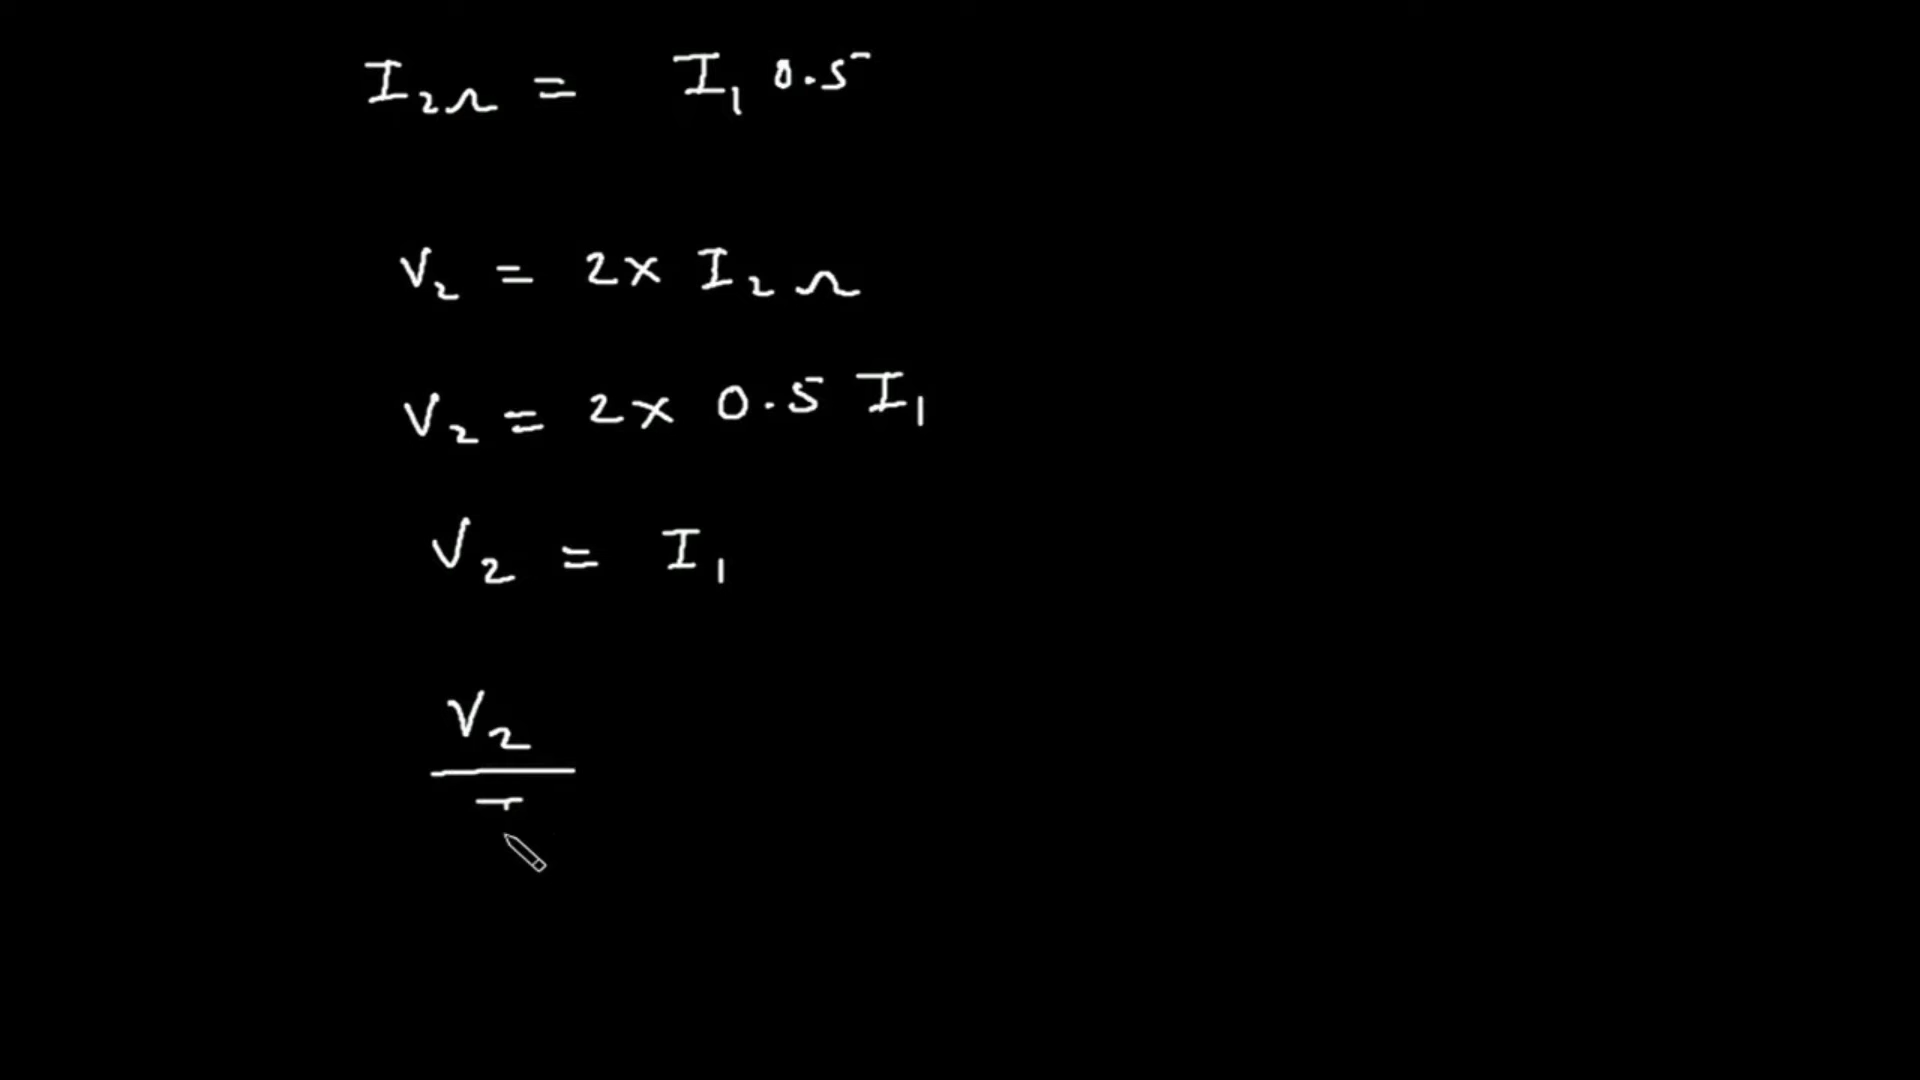 I₂Ω = I₁ 0.5
V₂ = 2 × I₂Ω
V₂ = 2 × 0.5 I₁
V₂ = I₁
V₂